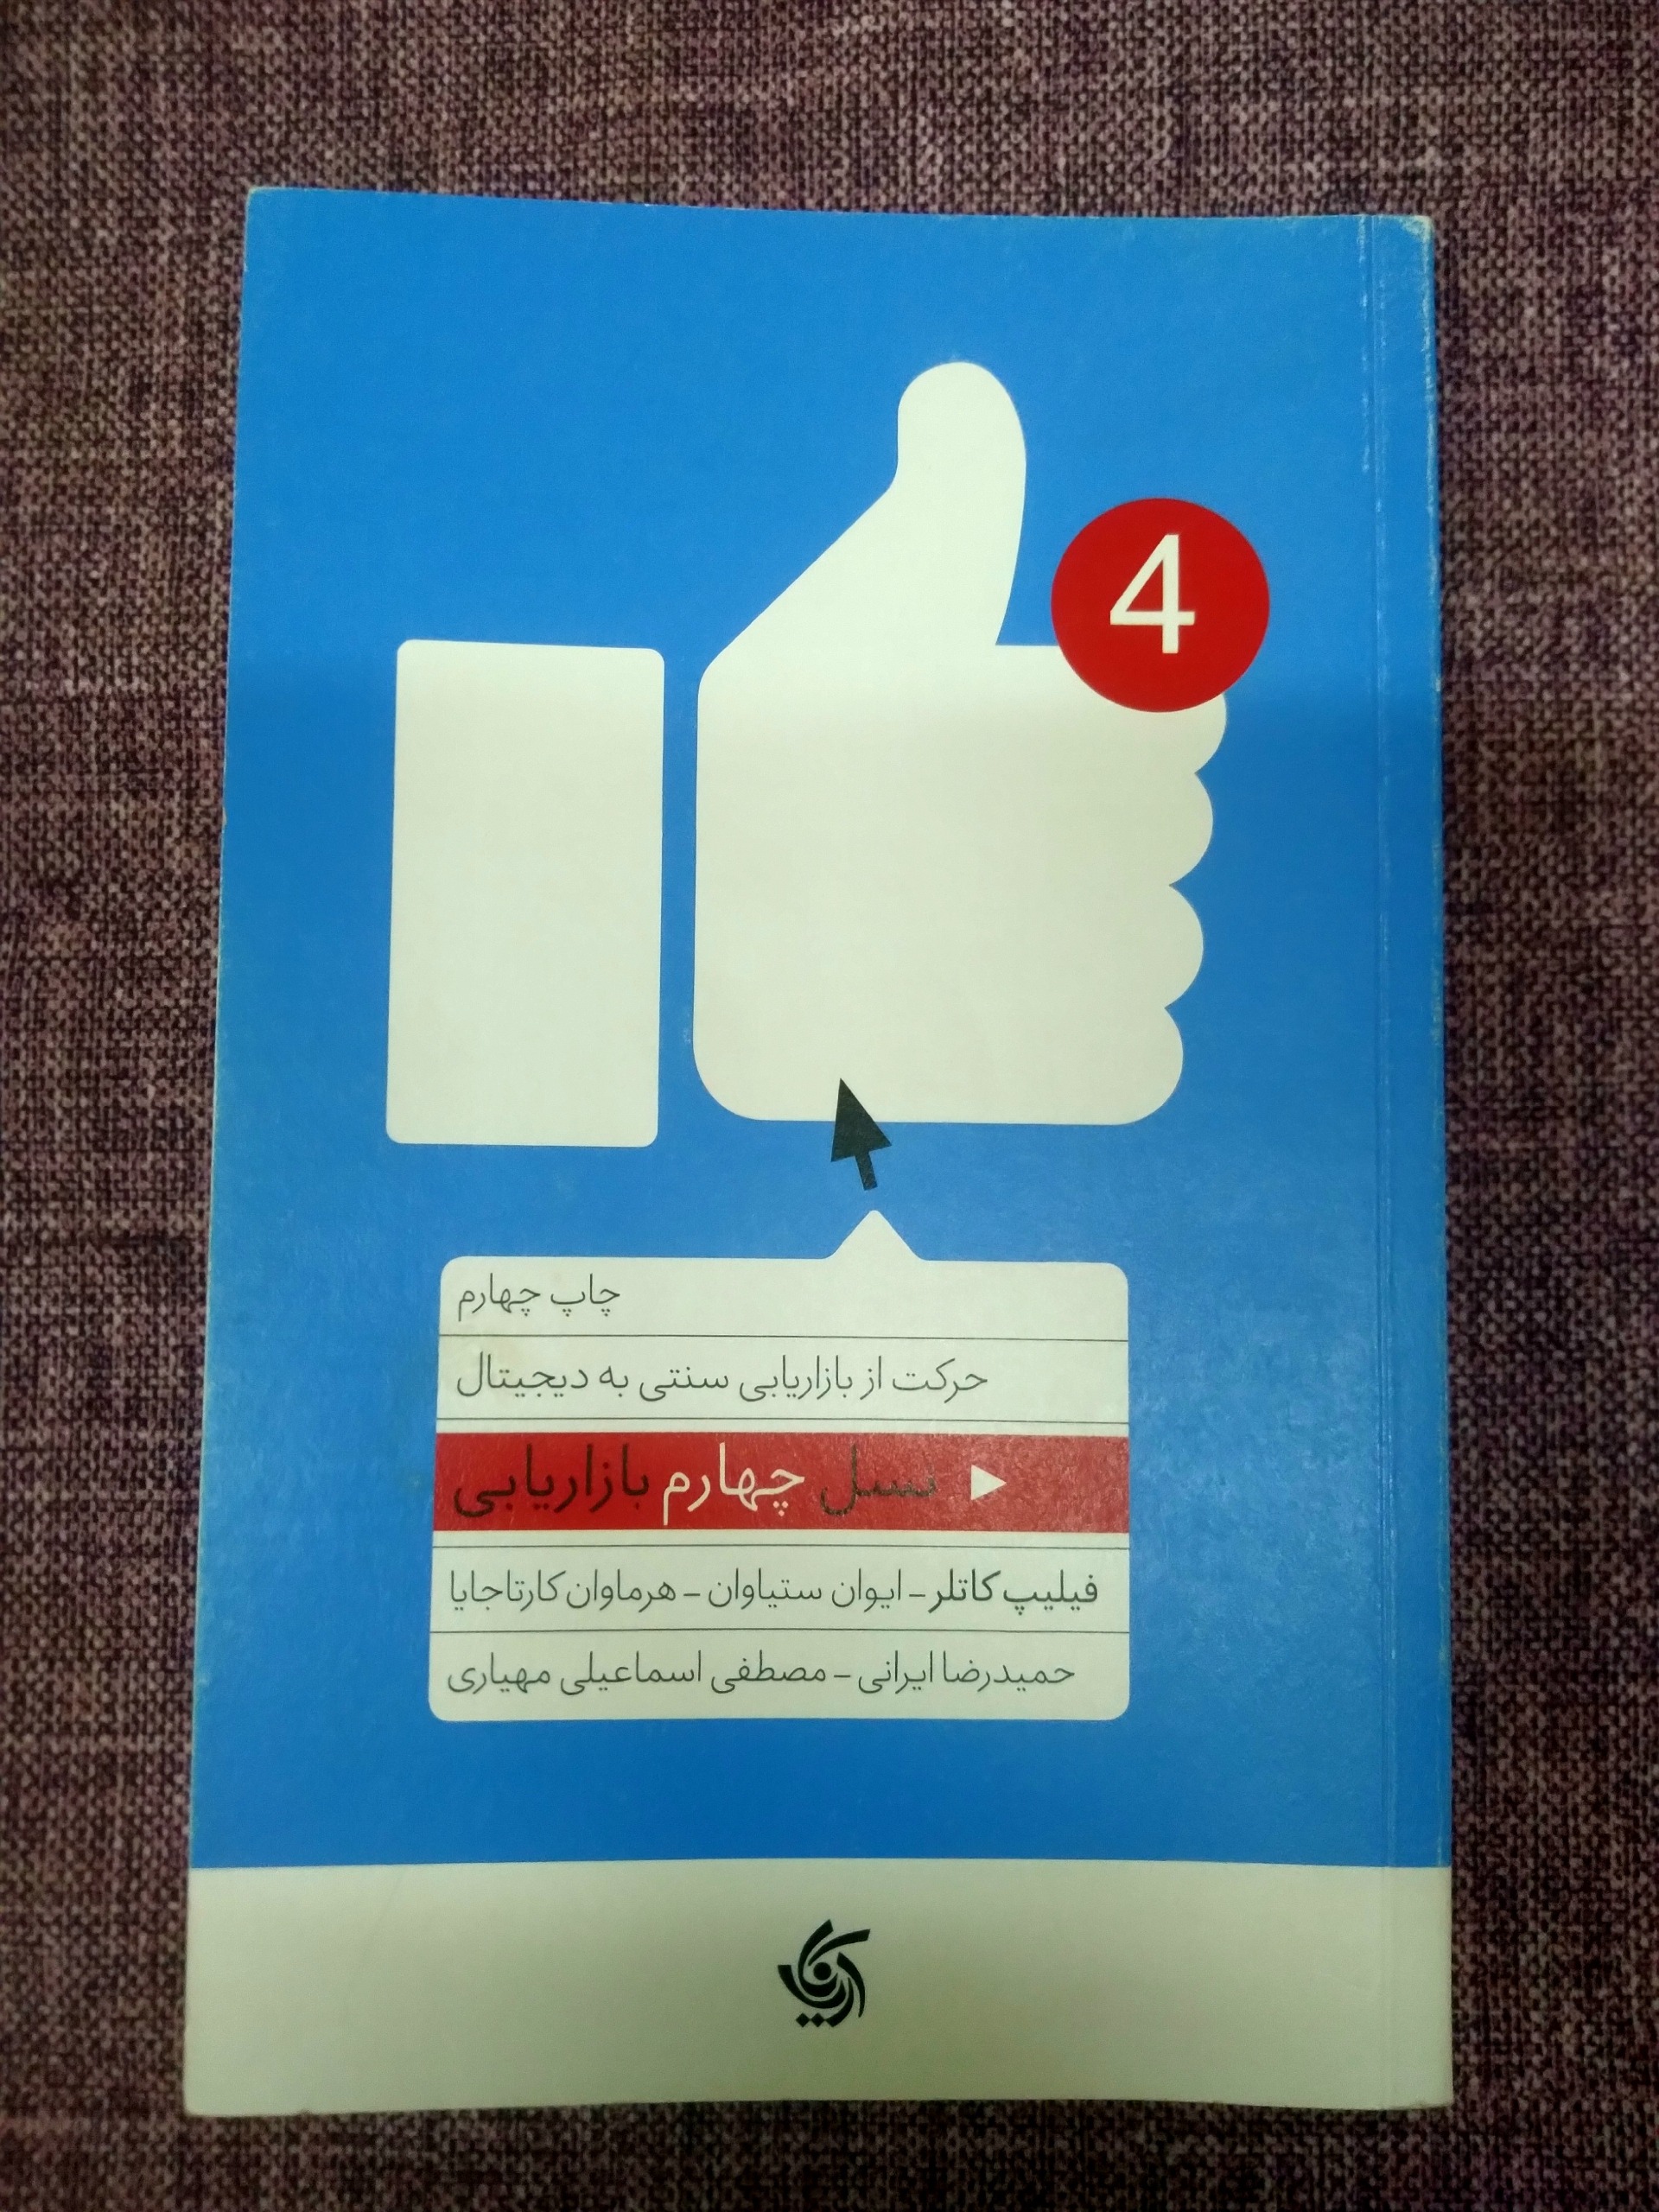 4
چاپ چهارم
حرکت از بازاریابی سنتی به دیجیتال
نسل چهارم بازاریابی
فیلیپ کاتلر - ایوان ستیاوان - هرماوان کارتاجایا
حمیدرضا ایرانی - مصطفی اسماعیلی مهیاری
آریانا